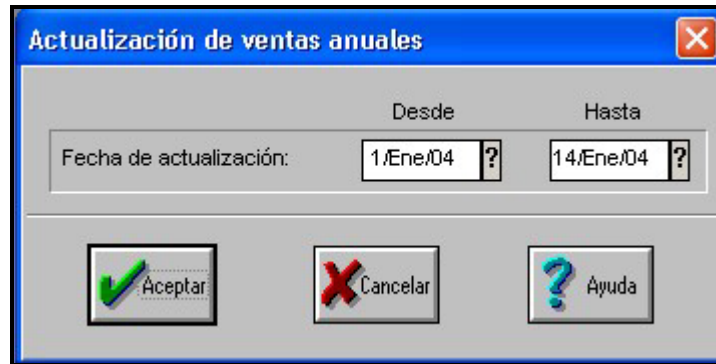 Actualización de ventas anuales
Desde Hasta
Fecha de actualización: 1/Ene/04 ? 14/Ene/04 ?
Aceptar Cancelar Ayuda